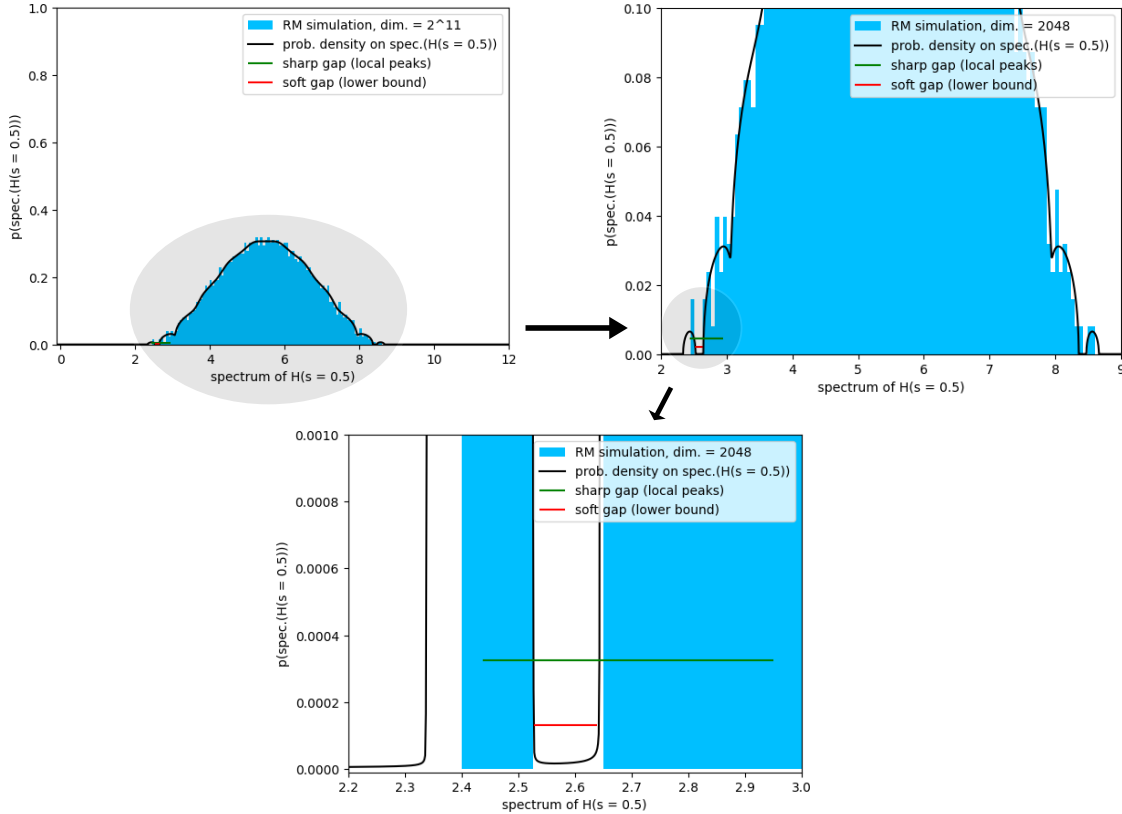 1.0
0.8
0.6
0.4
0.2
0.0
p(spec.(H(s = 0.5)))
RM simulation, dim. = 2^11
prob. density on spec.(H(s = 0.5))
sharp gap (local peaks)
soft gap (lower bound)
0 2 4 6 8 10 12
spectrum of H(s = 0.5)
0.10
0.08
0.06
0.04
0.02
0.00
p(spec.(H(s = 0.5)))
RM simulation, dim. = 2048
prob. density on spec.(H(s = 0.5))
sharp gap (local peaks)
soft gap (lower bound)
2 3 4 5 6 7 8 9
spectrum of H(s = 0.5)
0.0010
0.0008
0.0006
0.0004
0.0002
0.0000
p(spec.(H(s = 0.5)))
RM simulation, dim. = 2048
prob. density on spec.(H(s = 0.5))
sharp gap (local peaks)
soft gap (lower bound)
2.2 2.3 2.4 2.5 2.6 2.7 2.8 2.9 3.0
spectrum of H(s = 0.5)